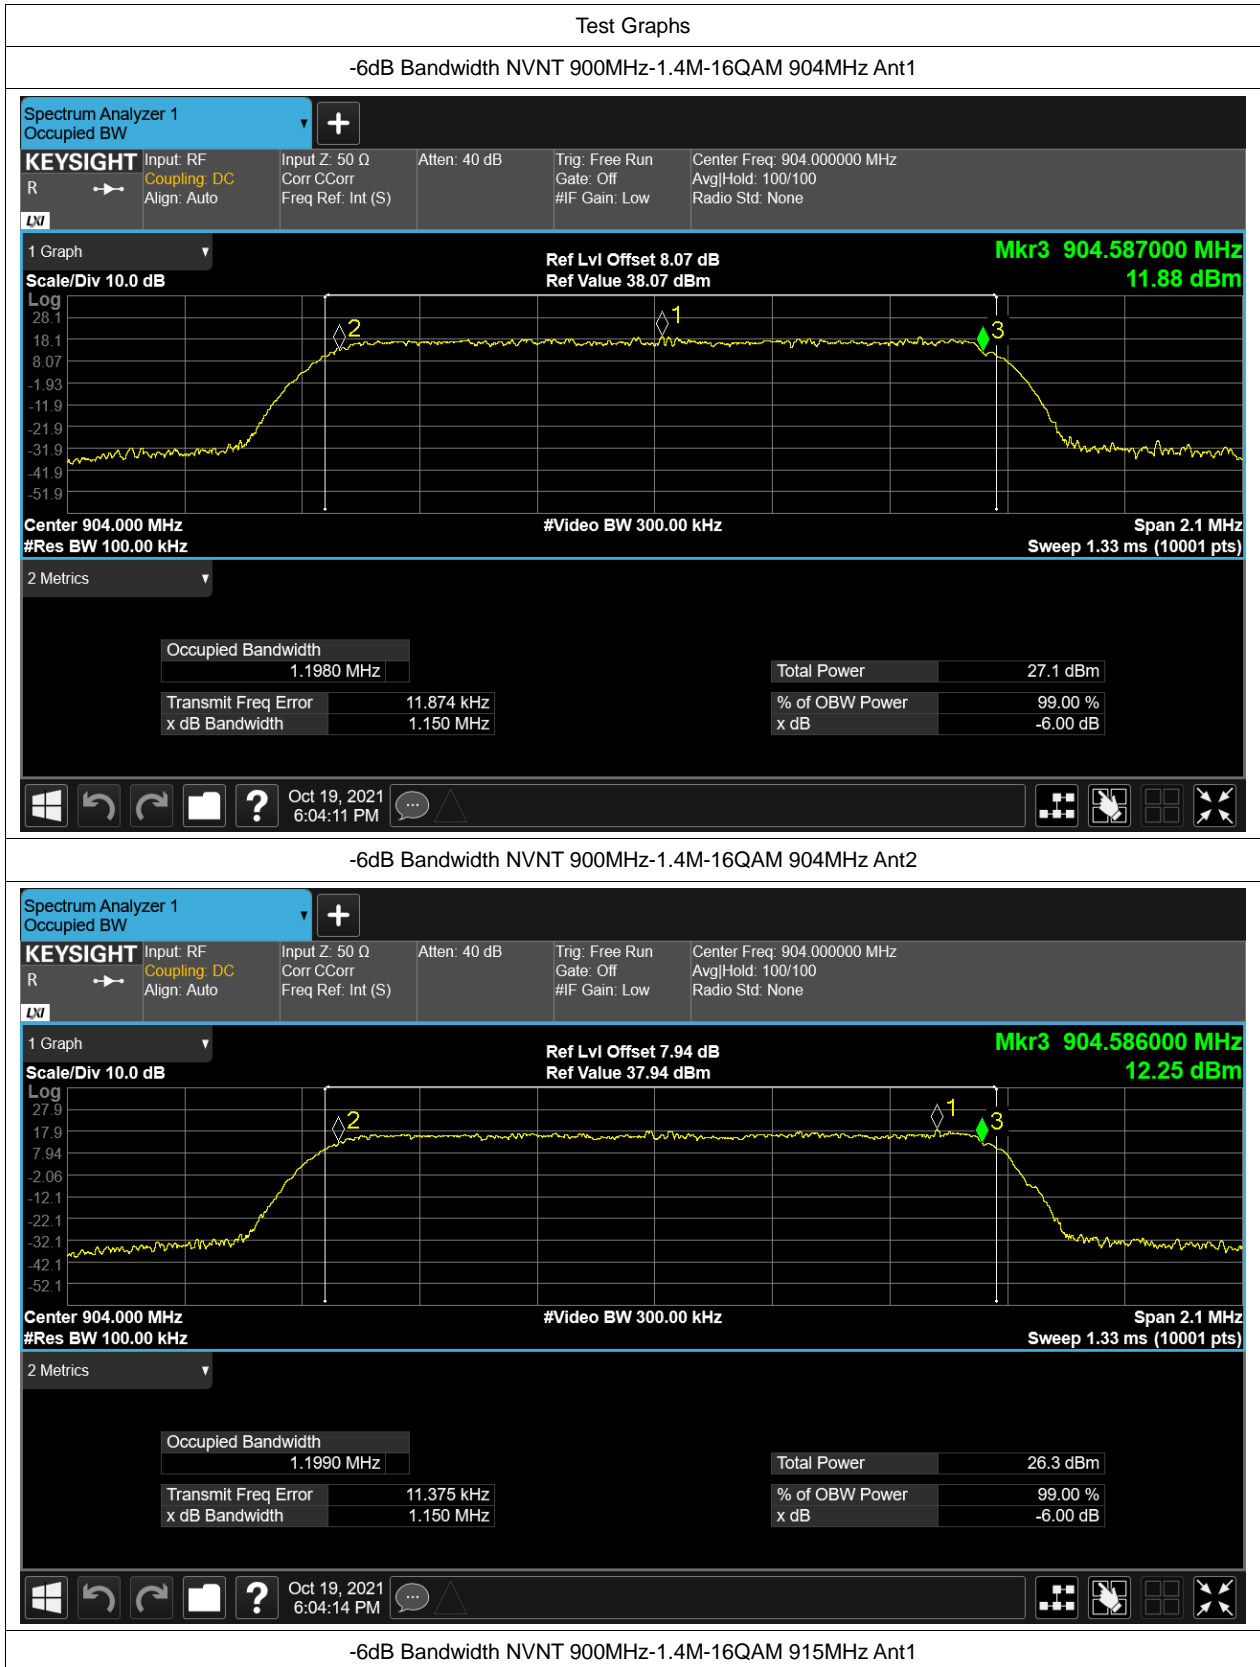 Test Graphs
-6dB Bandwidth NVNT 900MHz-1.4M-16QAM 904MHz Ant1
Spectrum Analyzer 1
Occupied BW
KEYSIGHT Input: RF Input Z: 50 Ω Atten: 40 dB Trig: Free Run Center Freq: 904.000000 MHz
R Coupling: DC Corr CCorr Gate: Off Avg|Hold: 100/100
Align: Auto Freq Ref: Int (S) #IF Gain: Low Radio Std: None
LXI
1 Graph Ref Lvl Offset 8.07 dB Mkr3 904.587000 MHz
Scale/Div 10.0 dB Ref Value 38.07 dBm 11.88 dBm
Log
28.1 1
18.1 2 3
8.07
-1.93
-11.9
-21.9
-31.9
-41.9
-51.9
Center 904.000 MHz #Video BW 300.00 kHz Span 2.1 MHz
#Res BW 100.00 kHz Sweep 1.33 ms (10001 pts)
2 Metrics
Occupied Bandwidth
1.1980 MHz Total Power 27.1 dBm
Transmit Freq Error 11.874 kHz % of OBW Power 99.00 %
x dB Bandwidth 1.150 MHz x dB -6.00 dB
? Oct 19, 2021
6:04:11 PM
-6dB Bandwidth NVNT 900MHz-1.4M-16QAM 904MHz Ant2
Spectrum Analyzer 1
Occupied BW
KEYSIGHT Input: RF Input Z: 50 Ω Atten: 40 dB Trig: Free Run Center Freq: 904.000000 MHz
R Coupling: DC Corr CCorr Gate: Off Avg|Hold: 100/100
Align: Auto Freq Ref: Int (S) #IF Gain: Low Radio Std: None
LXI
1 Graph Ref Lvl Offset 7.94 dB Mkr3 904.586000 MHz
Scale/Div 10.0 dB Ref Value 37.94 dBm 12.25 dBm
Log
27.9 1
17.9 2 3
7.94
-2.06
-12.1
-22.1
-32.1
-42.1
-52.1
Center 904.000 MHz #Video BW 300.00 kHz Span 2.1 MHz
#Res BW 100.00 kHz Sweep 1.33 ms (10001 pts)
2 Metrics
Occupied Bandwidth
1.1990 MHz Total Power 26.3 dBm
Transmit Freq Error 11.375 kHz % of OBW Power 99.00 %
x dB Bandwidth 1.150 MHz x dB -6.00 dB
? Oct 19, 2021
6:04:14 PM
-6dB Bandwidth NVNT 900MHz-1.4M-16QAM 915MHz Ant1